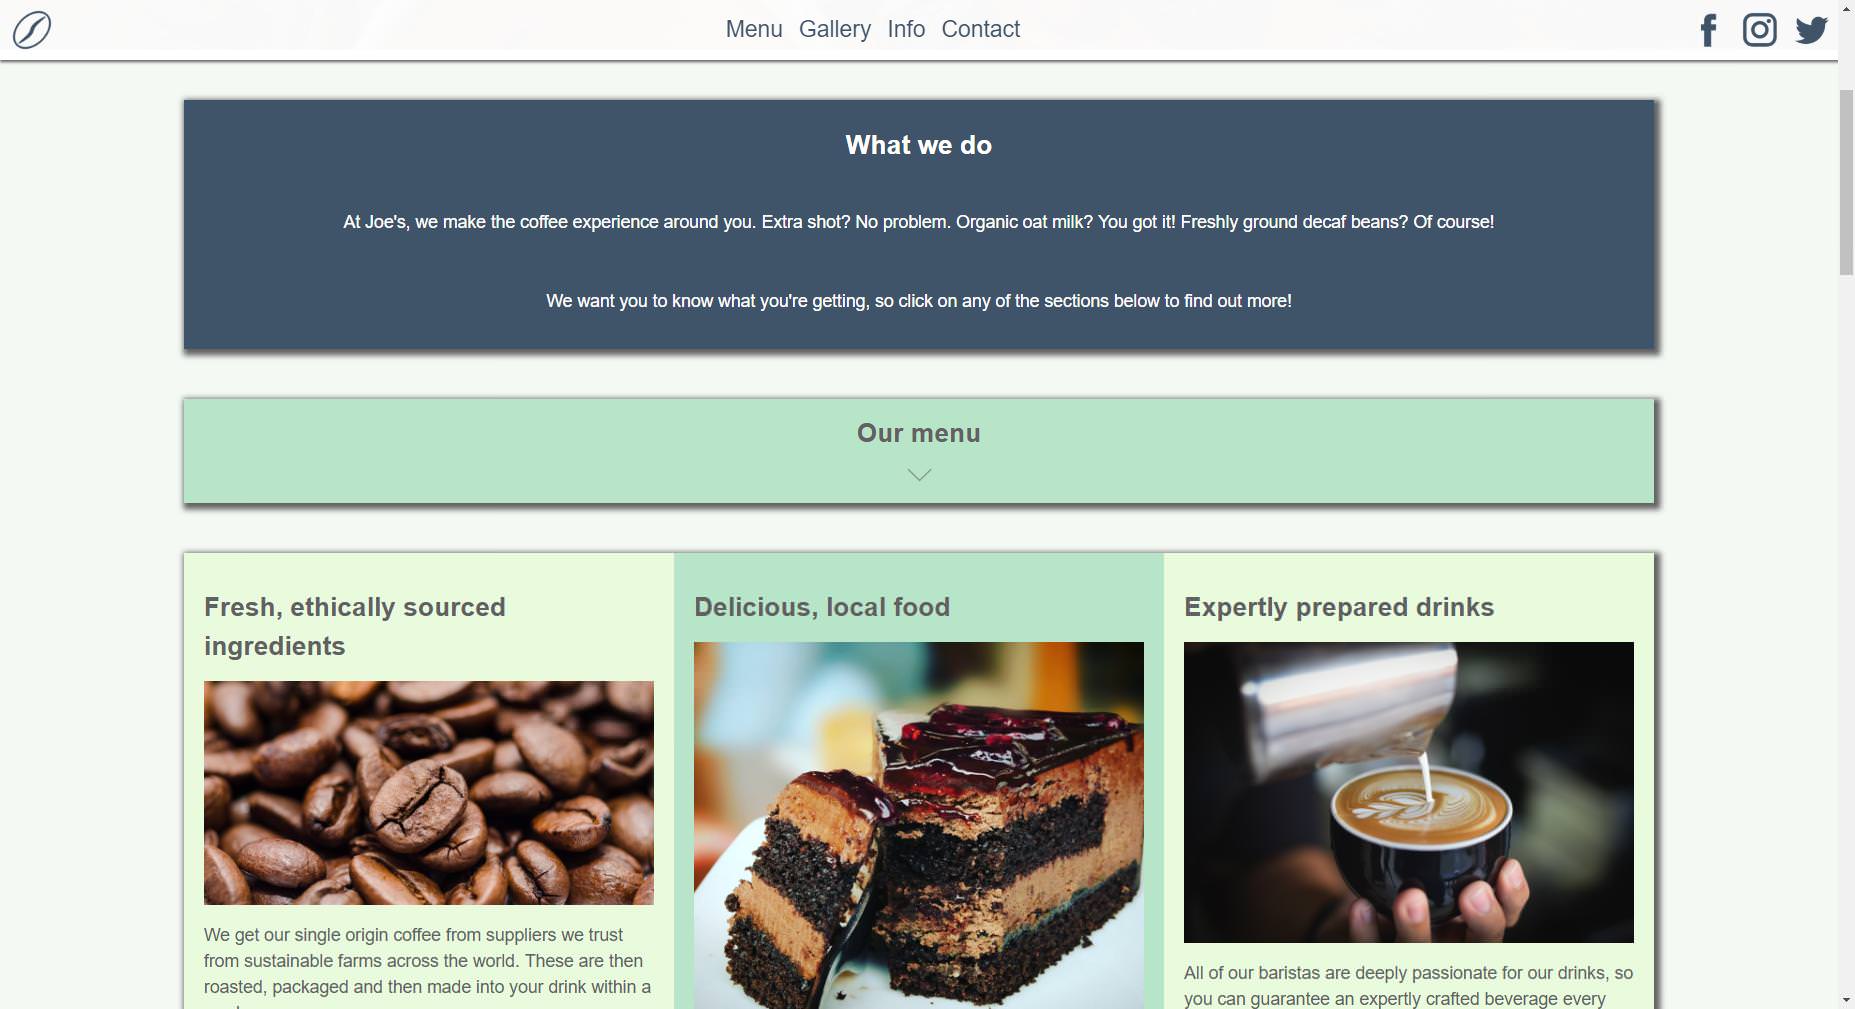 Menu Gallery Info Contact
What we do
At Joe's, we make the coffee experience around you. Extra shot? No problem. Organic oat milk? You got it! Freshly ground decaf beans? Of course!
We want you to know what you're getting, so click on any of the sections below to find out more!
Our menu
Fresh, ethically sourced
ingredients
We get our single origin coffee from suppliers we trust
from sustainable farms across the world. These are then
roasted, packaged and then made into your drink within a
Delicious, local food
Expertly prepared drinks
All of our baristas are deeply passionate for our drinks, so
you can guarantee an expertly crafted beverage every